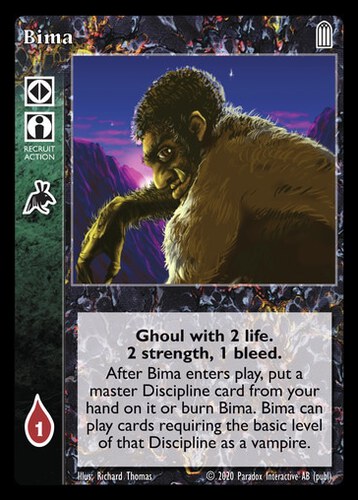 Bima
RECRUIT
ACTION
Ghoul with 2 life.
2 strength, 1 bleed.
After Bima enters play, put a
master Discipline card from your
hand on it or burn Bima. Bima can
play cards requiring the basic level
of that Discipline as a vampire.
1
Illus: Richard Thomas © 2020 Paradox Interactive AB (publ)